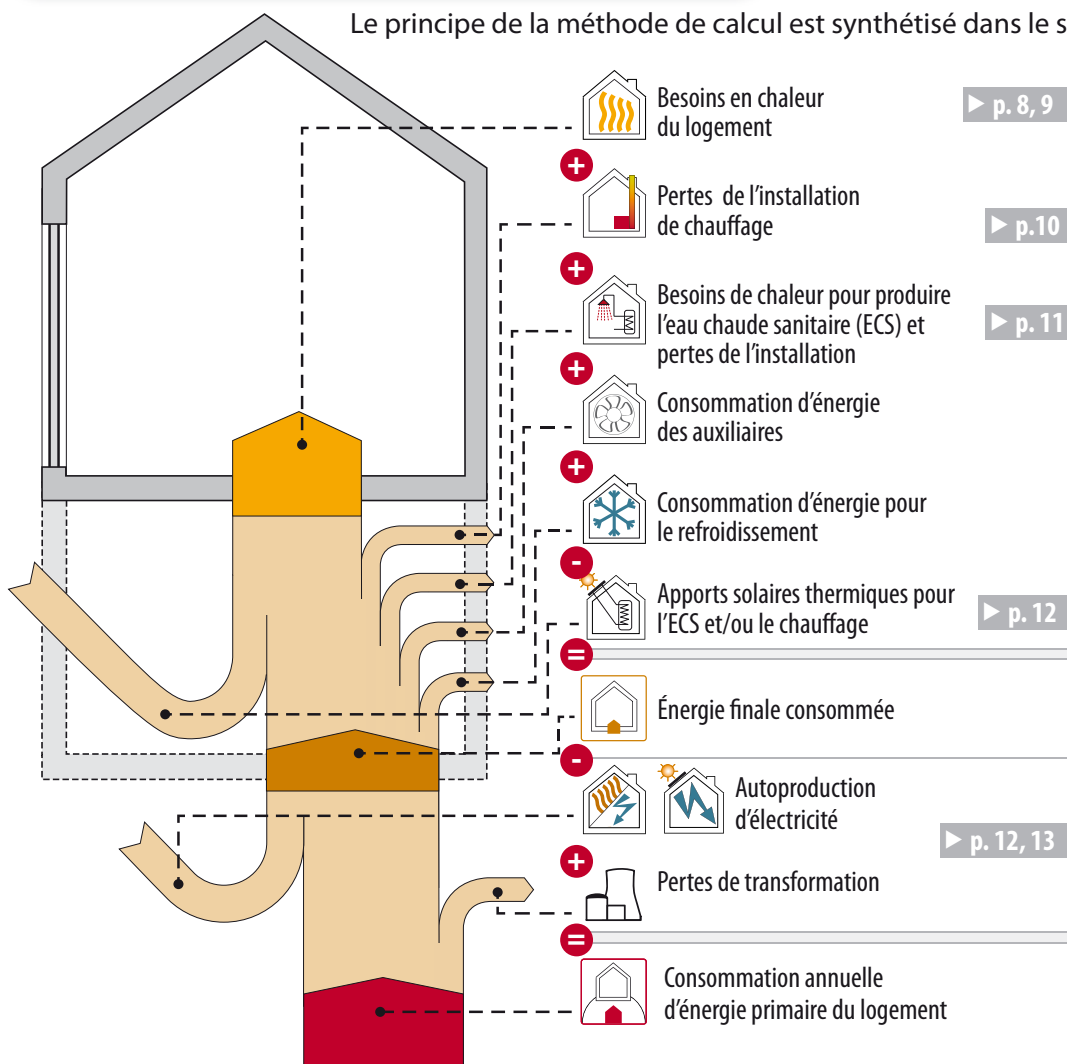 Le principe de la méthode de calcul est synthétisé dans le s
Besoins en chaleur
du logement
▶ p. 8, 9
+
Pertes de l'installation
de chauffage
▶ p.10
+
Besoins de chaleur pour produire
l'eau chaude sanitaire (ECS) et
pertes de l'installation
▶ p. 11
+
Consommation d'énergie
des auxiliaires
+
Consommation d'énergie pour
le refroidissement
-
Apports solaires thermiques pour
l'ECS et/ou le chauffage
▶ p. 12
=
Énergie finale consommée
-
Autoproduction
d'électricité
▶ p. 12, 13
+
Pertes de transformation
=
Consommation annuelle
d'énergie primaire du logement